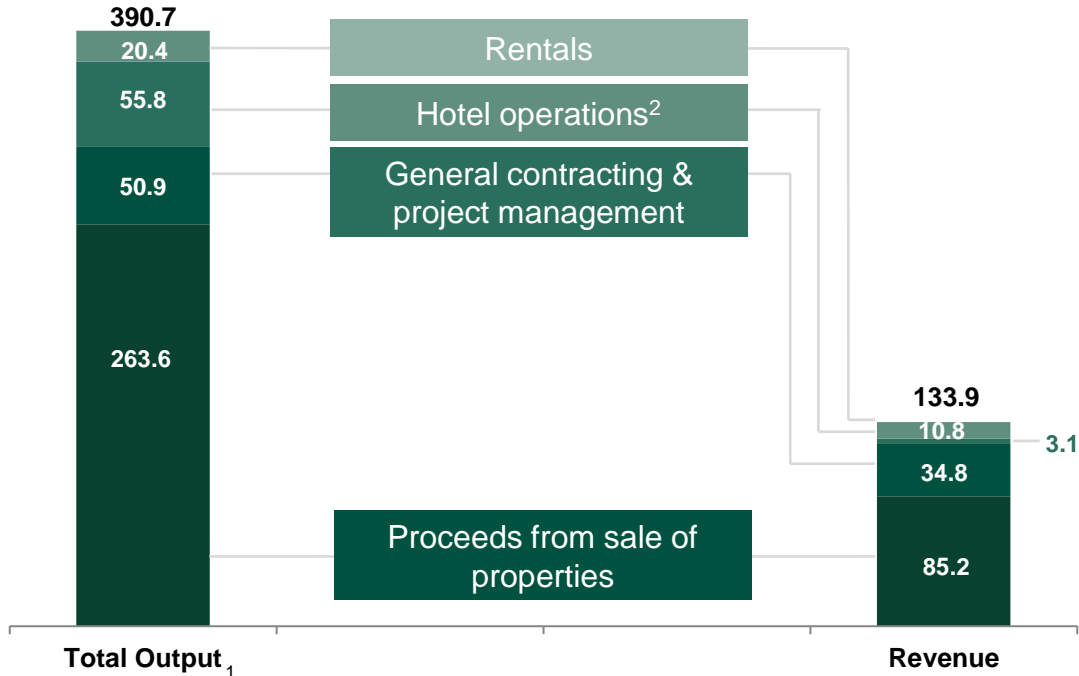 390.7
20.4
55.8
50.9
263.6
Rentals
Hotel operations2
General contracting &
project management
Proceeds from sale of
properties
133.9
10.8
3.1
34.8
85.2
Total Output 1
Revenue